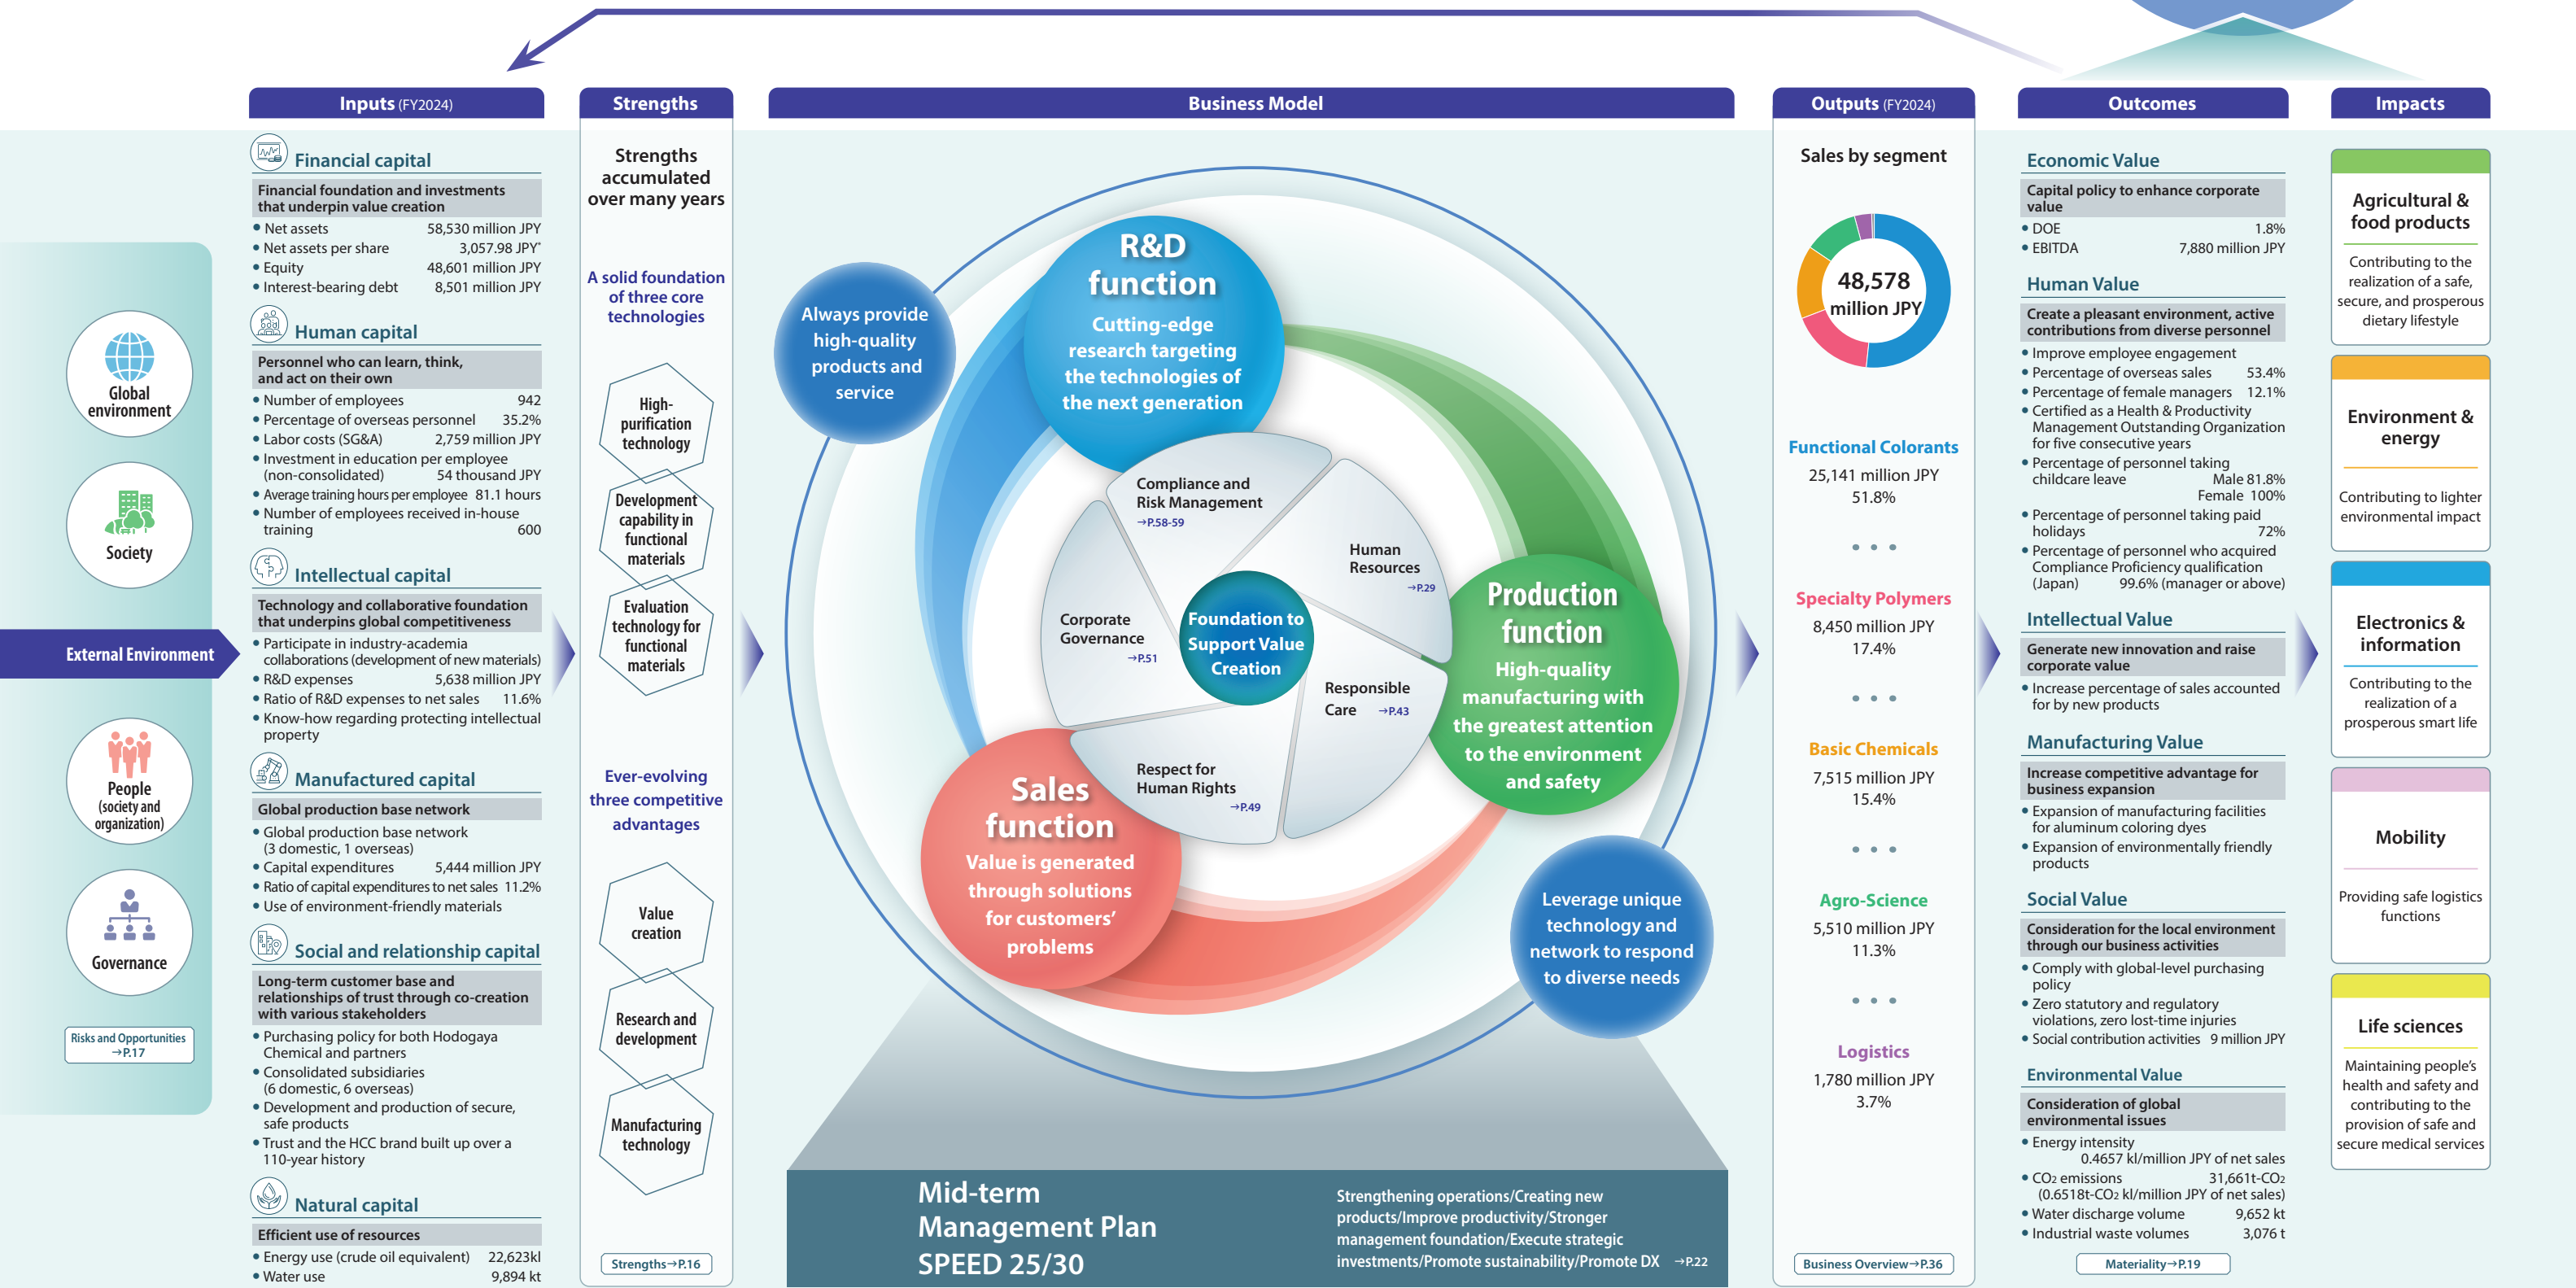 External Environment
Global
environment
Society
People
(society and
organization)
Governance
Risks and Opportunities
→P.17
Inputs (FY2024)
Financial capital
Financial foundation and investments
that underpin value creation
• Net assets 58,530 million JPY
• Net assets per share 3,057.98 JPY*
• Equity 48,601 million JPY
• Interest-bearing debt 8,501 million JPY
Human capital
Personnel who can learn, think,
and act on their own
• Number of employees 942
• Percentage of overseas personnel 35.2%
• Labor costs (SG&A) 2,759 million JPY
• Investment in education per employee
(non-consolidated) 54 thousand JPY
• Average training hours per employee 81.1 hours
• Number of employees received in-house
training 600
Intellectual capital
Technology and collaborative foundation
that underpins global competitiveness
• Participate in industry-academia
collaborations (development of new materials)
• R&D expenses 5,638 million JPY
• Ratio of R&D expenses to net sales 11.6%
• Know-how regarding protecting intellectual
property
Manufactured capital
Global production base network
• Global production base network
(3 domestic, 1 overseas)
• Capital expenditures 5,444 million JPY
• Ratio of capital expenditures to net sales 11.2%
• Use of environment-friendly materials
Social and relationship capital
Long-term customer base and
relationships of trust through co-creation
with various stakeholders
• Purchasing policy for both Hodogaya
Chemical and partners
• Consolidated subsidiaries
(6 domestic, 6 overseas)
• Development and production of secure,
safe products
• Trust and the HCC brand built up over a
110-year history
Natural capital
Efficient use of resources
• Energy use (crude oil equivalent) 22,623kl
• Water use 9,894 kt
Strengths
Strengths
accumulated
over many years
A solid foundation
of three core
technologies
High-
purification
technology
Development
capability in
functional
materials
Evaluation
technology for
functional
materials
Ever-evolving
three competitive
advantages
Value
creation
Research and
development
Manufacturing
technology
Strengths→P.16
Business Model
Always provide
high-quality
products and
service
R&D
function
Cutting-edge
research targeting
the technologies of
the next generation
Compliance and
Risk Management
→P.58-59
Human
Resources
→P.29
Corporate
Governance
→P.51
Foundation to
Support Value
Creation
Responsible
Care →P.43
Respect for
Human Rights
→P.49
Production
function
High-quality
manufacturing with
the greatest attention
to the environment
and safety
Sales
function
Value is generated
through solutions
for customers'
problems
Leverage unique
technology and
network to respond
to diverse needs
Mid-term
Management Plan
SPEED 25/30
Strengthening operations/Creating new
products/Improve productivity/Stronger
management foundation/Execute strategic
investments/Promote sustainability/Promote DX →P.22
Outputs (FY2024)
Sales by segment
48,578
million JPY
Functional Colorants
25,141 million JPY
51.8%
Specialty Polymers
8,450 million JPY
17.4%
Basic Chemicals
7,515 million JPY
15.4%
Agro-Science
5,510 million JPY
11.3%
Logistics
1,780 million JPY
3.7%
Business Overview→P.36
Outcomes
Economic Value
Capital policy to enhance corporate
value
• DOE 1.8%
• EBITDA 7,880 million JPY
Human Value
Create a pleasant environment, active
contributions from diverse personnel
• Improve employee engagement
• Percentage of overseas sales 53.4%
• Percentage of female managers 12.1%
• Certified as a Health & Productivity
Management Outstanding Organization
for five consecutive years
• Percentage of personnel taking
childcare leave Male 81.8%
Female 100%
• Percentage of personnel taking paid
holidays 72%
• Percentage of personnel who acquired
Compliance Proficiency qualification
(Japan) 99.6% (manager or above)
Intellectual Value
Generate new innovation and raise
corporate value
• Increase percentage of sales accounted
for by new products
Manufacturing Value
Increase competitive advantage for
business expansion
• Expansion of manufacturing facilities
for aluminum coloring dyes
• Expansion of environmentally friendly
products
Social Value
Consideration for the local environment
through our business activities
• Comply with global-level purchasing
policy
• Zero statutory and regulatory
violations, zero lost-time injuries
• Social contribution activities 9 million JPY
Environmental Value
Consideration of global
environmental issues
• Energy intensity
0.4657 kl/million JPY of net sales
• CO2 emissions 31,661t-CO2
(0.6518t-CO2 kl/million JPY of net sales)
• Water discharge volume 9,652 kt
• Industrial waste volumes 3,076 t
Materiality→P.19
Impacts
Agricultural &
food products
Contributing to the
realization of a safe,
secure, and prosperous
dietary lifestyle
Environment &
energy
Contributing to lighter
environmental impact
Electronics &
information
Contributing to the
realization of a
prosperous smart life
Mobility
Providing safe logistics
functions
Life sciences
Maintaining people's
health and safety and
contributing to the
provision of safe and
secure medical services